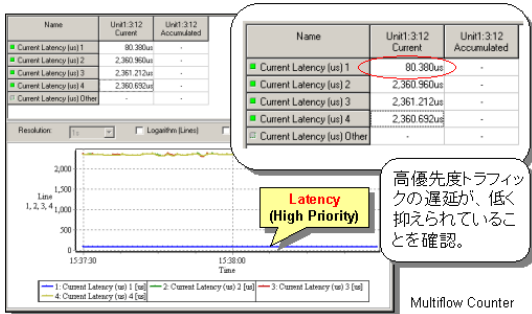 Name Unit1:3:12 Current Unit1:3:12 Accumulated
Current Latency (us) 1 80.380us -
Current Latency (us) 2 2,360.960us -
Current Latency (us) 3 2,361.212us -
Current Latency (us) 4 2,360.692us -
Current Latency (us) Other - -
Name Unit1:3:12 Current Unit1:3:12 Accumulated
Current Latency (us) 1 80.380us -
Current Latency (us) 2 2,360.960us -
Current Latency (us) 3 2,361.212us -
Current Latency (us) 4 2,360.692us -
Current Latency (us) Other - -
Resolution: 1s Logarithm (Lines)
2,000
1,500
1,000
500
0
Line
1, 2, 3, 4
15:37:30 15:38:00
Time
Latency
(High Priority)
高優先度トラフィッ
クの遅延が、低く
抑えられているこ
とを確認。
1: Current Latency (us) 1 [us] 2: Current Latency (us) 2 [us] 3: Current Latency (us) 3 [us]
4: Current Latency (us) 4 [us]
Multiflow Counter